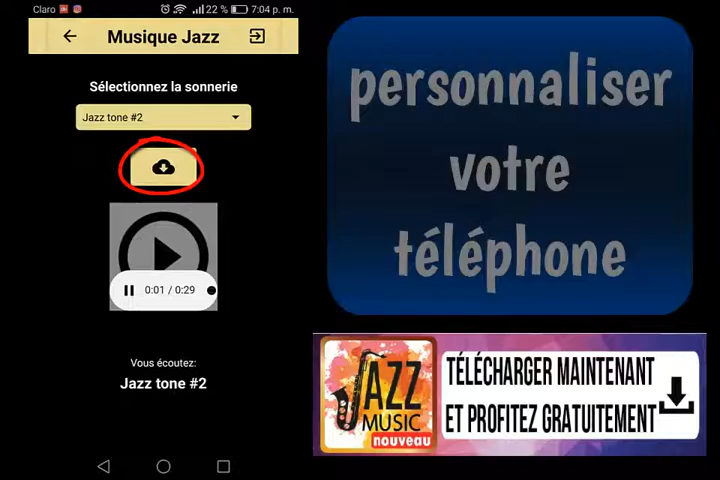 Claro 22 % 7:04 p. m.
Musique Jazz
Sélectionnez la sonnerie
Jazz tone #2
0:01 / 0:29
Vous écoutez:
Jazz tone #2
personnaliser
votre
téléphone
JAZZ
MUSIC
nouveau
TÉLÉCHARGER MAINTENANT
ET PROFITEZ GRATUITEMENT